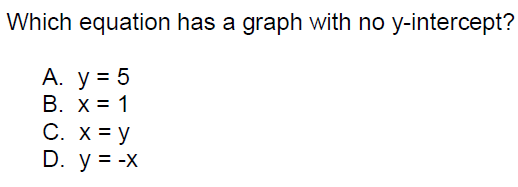 Which equation has a graph with no y-intercept?
A. y = 5
B. x = 1
C. x = y
D. y = -x